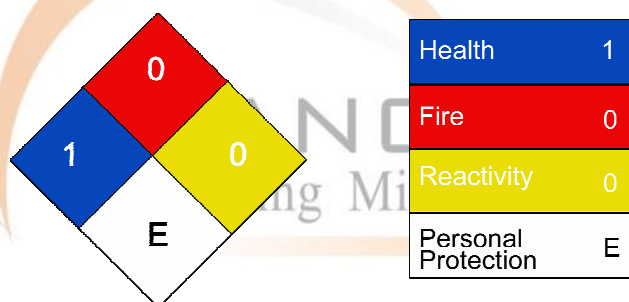 0
1
0
E
Health 1
Fire 0
Reactivity 0
Personal
Protection E